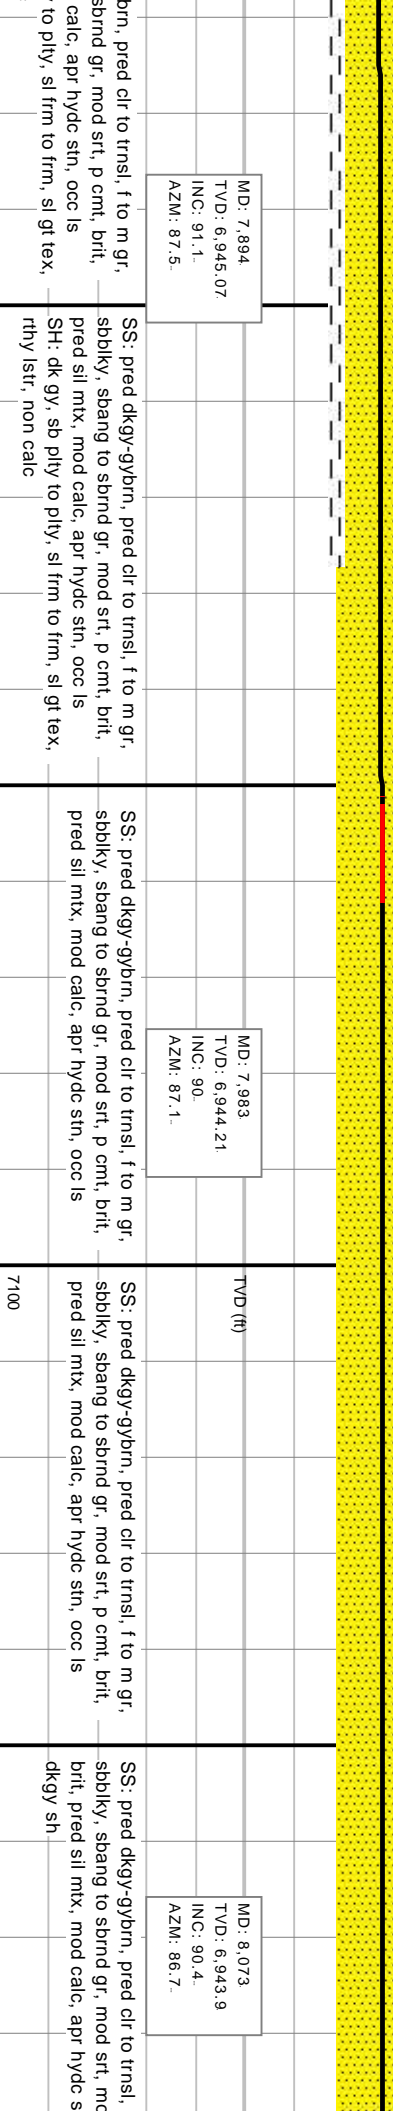 brn, pred clr to trnsl, f to m gr,
sbrnd gr, mod srt, p cmt, brit,
calc, apr hydc stn, occ ls
to plty, sl frm to frm, sl gt tex,
MD: 7,894
TVD: 6,945.07
INC: 91.1
AZM: 87.5
SS: pred dkgy-gybrn, pred clr to trnsl, f to m gr,
sbblky, sbang to sbrnd gr, mod srt, p cmt, brit,
pred sil mtx, mod calc, apr hydc stn, occ ls
SH: dk gy, sb plty to plty, sl frm to frm, sl gt tex,
rthy lstr, non calc
SS: pred dkgy-gybrn, pred clr to trnsl, f to m gr,
sbblky, sbang to sbrnd gr, mod srt, p cmt, brit,
pred sil mtx, mod calc, apr hydc stn, occ ls
MD: 7,983
TVD: 6,944.21
INC: 90
AZM: 87.1
TVD (ft)
7100
SS: pred dkgy-gybrn, pred clr to trnsl, f to m gr,
sbblky, sbang to sbrnd gr, mod srt, p cmt, brit,
pred sil mtx, mod calc, apr hydc stn, occ ls
SS: pred dkgy-gybrn, pred clr to trnsl,
sbblky, sbang to sbrnd gr, mod srt, mo
brit, pred sil mtx, mod calc, apr hydc s
dkgy sh
MD: 8,073
TVD: 6,943.9
INC: 90.4
AZM: 86.7